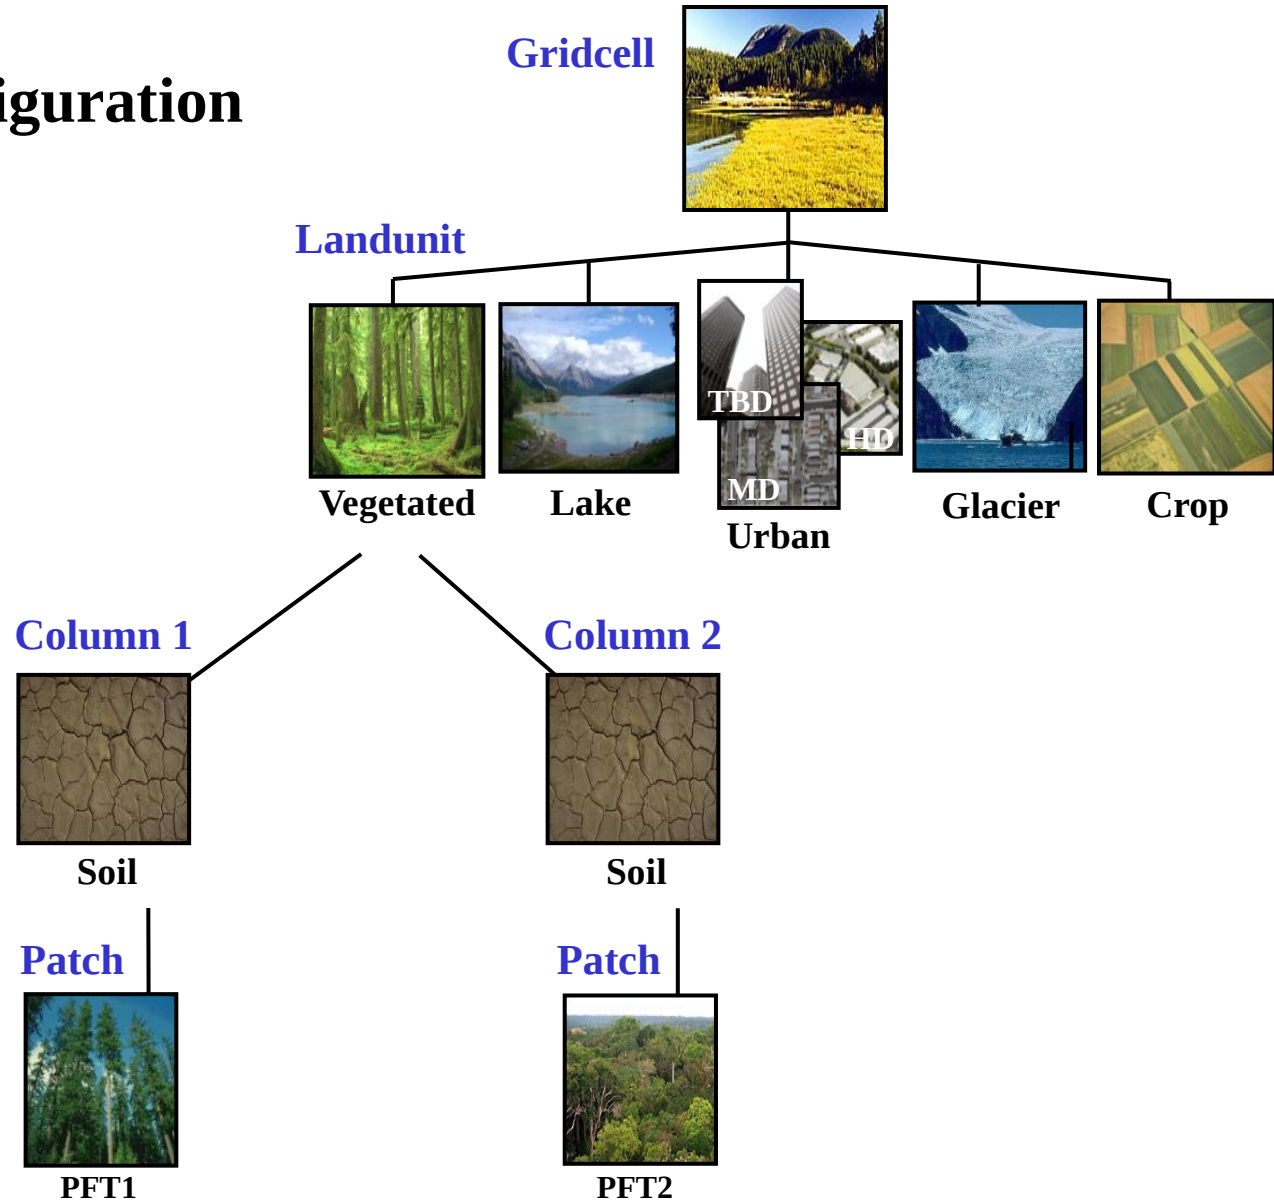 Gridcell
iguration
Landunit
TBD
HD
MD
Vegetated
Lake
Urban
Glacier
Crop
Column 1
Column 2
Soil
Soil
Patch
Patch
PFT1
PFT2